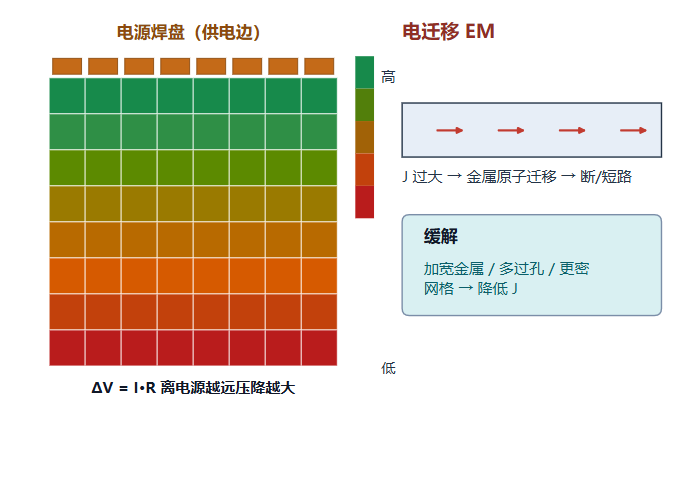 电源焊盘（供电边）
电迁移 EM
高
J 过大 → 金属原子迁移 → 断/短路
缓解
加宽金属 / 多过孔 / 更密
网格 → 降低 J
低
ΔV = I·R 离电源越远压降越大